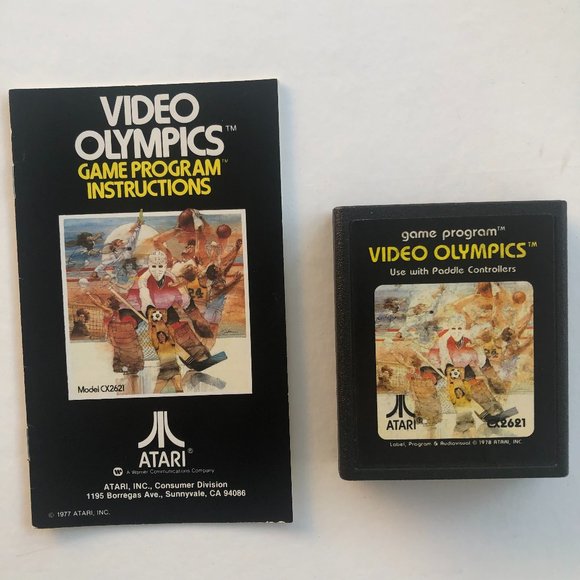 VIDEO
OLYMPICS™
GAME PROGRAM™
INSTRUCTIONS
Model CX2621
ATARI®
W A Warner Communications Company
ATARI, INC., Consumer Division
1195 Borregas Ave., Sunnyvale, CA 94086
© 1977 ATARI, INC.
game program™
VIDEO OLYMPICS™
Use with Paddle Controllers
ATARI® CX2621
Label, Program & Audiovisual © 1978 ATARI, INC.